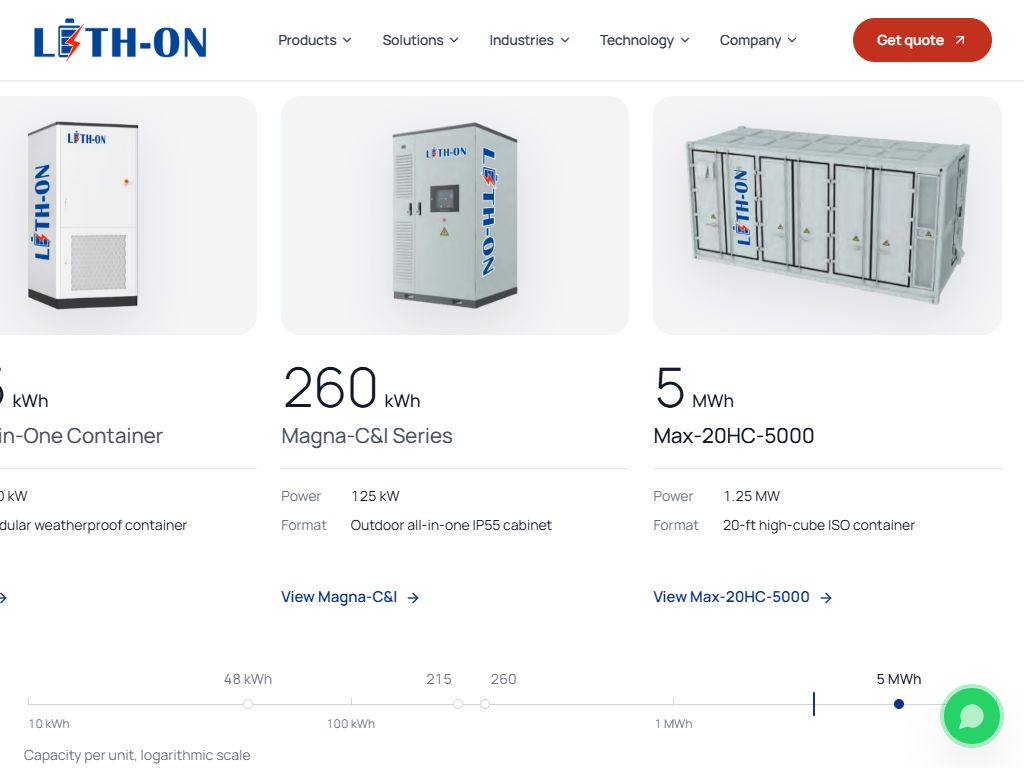 LITH-ON
Products
Solutions
Industries
Technology
Company
Get quote
LITH-ON
LITH-ON
LITH-ON
LITH-ON
LITH-ON
kWh
260 kWh
5 MWh
in-One Container
Magna-C&I Series
Max-20HC-5000
0 kW
Power 125 kW
Power 1.25 MW
dular weatherproof container
Format Outdoor all-in-one IP55 cabinet
Format 20-ft high-cube ISO container
View Magna-C&I
View Max-20HC-5000
48 kWh 215 260 5 MWh
10 kWh 100 kWh 1 MWh
Capacity per unit, logarithmic scale